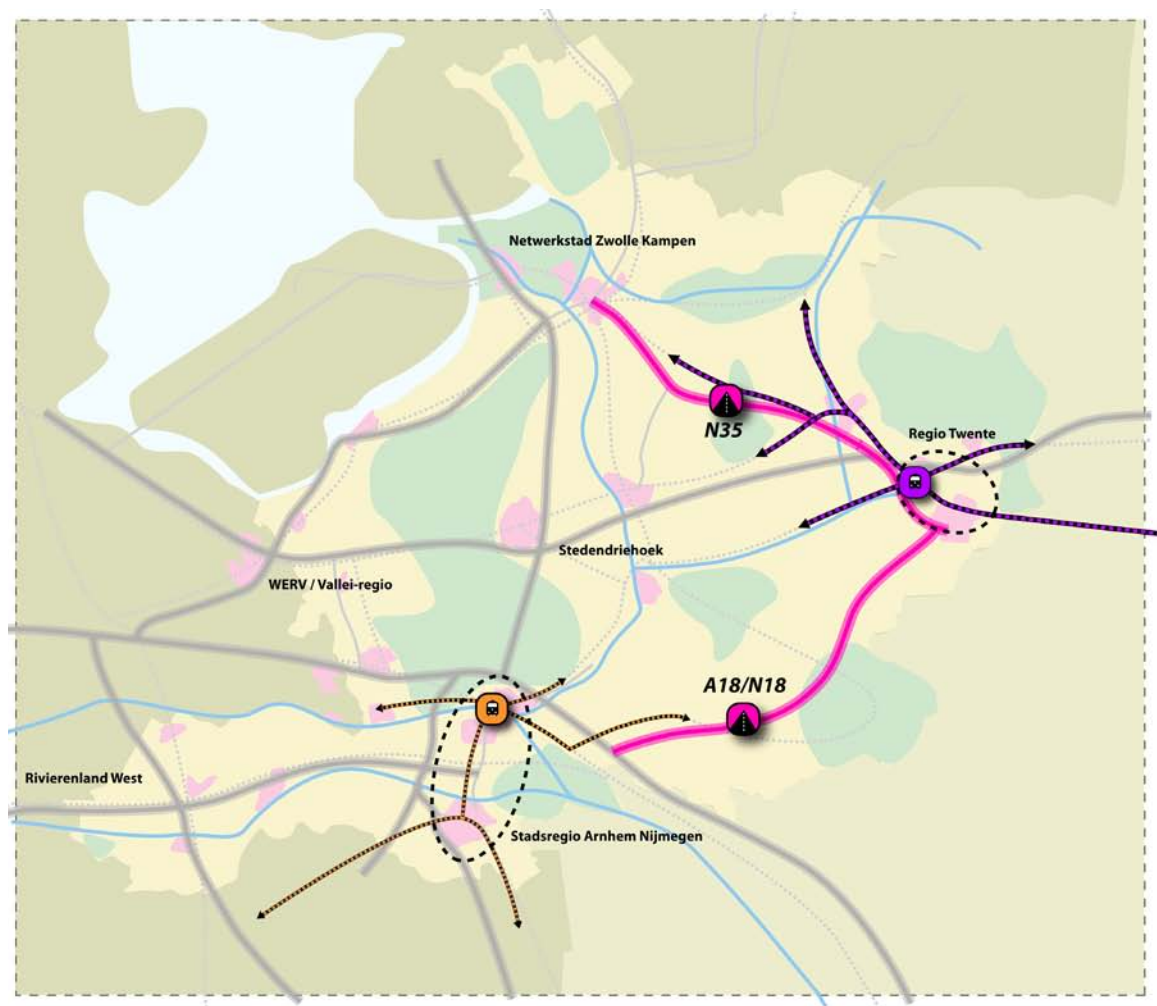 Netwerkstad Zwolle Kampen
N35
Regio Twente
Stedendriehoek
WERV / Vallei-regio
A18/N18
Rivierenland West
Stadsregio Arnhem Nijmegen